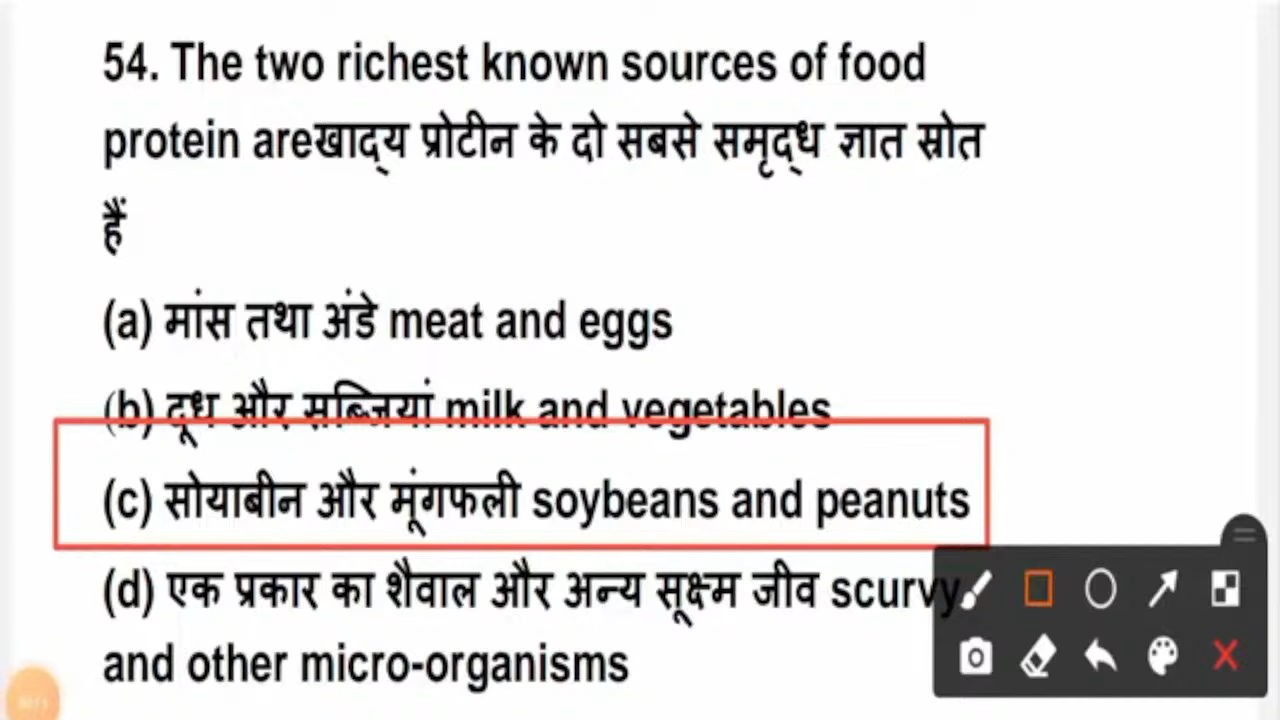 54. The two richest known sources of food
protein areखाद्य प्रोटीन के दो सबसे समृद्ध ज्ञात स्रोत
हैं
(a) मांस तथा अंडे meat and eggs
(b) दूध और सब्जियां milk and vegetables
(c) सोयाबीन और मूंगफली soybeans and peanuts
(d) एक प्रकार का शैवाल और अन्य सूक्ष्म जीव scurvy
and other micro-organisms